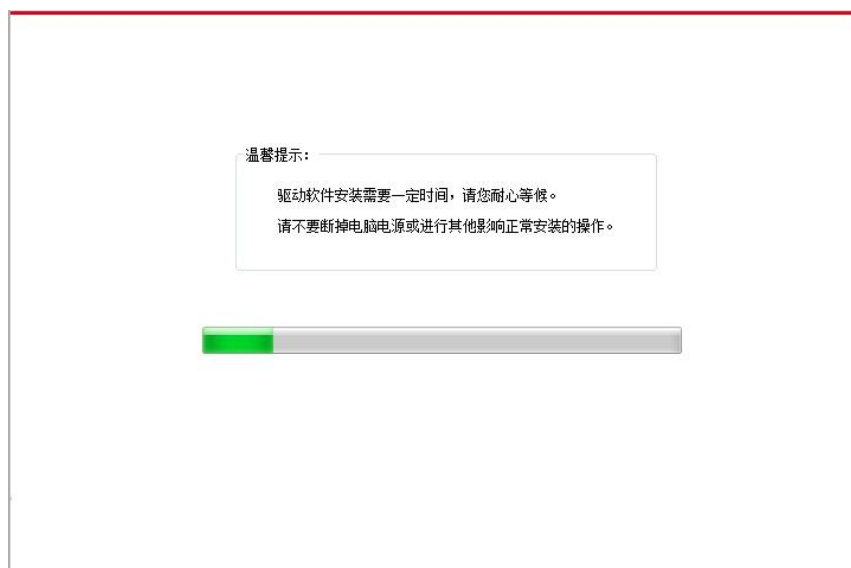 温馨提示：
驱动软件安装需要一定时间，请您耐心等候。
请不要断掉电脑电源或进行其他影响正常安装的操作。